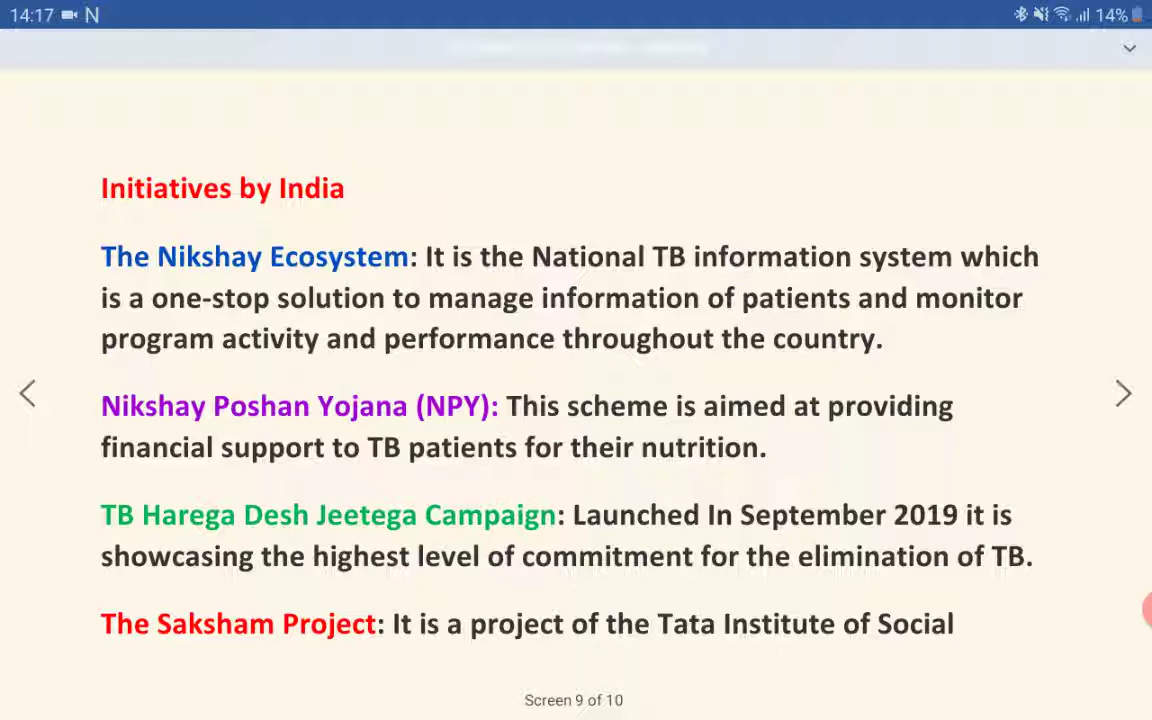 14:17 N 14%
Initiatives by India
The Nikshay Ecosystem: It is the National TB information system which
is a one-stop solution to manage information of patients and monitor
program activity and performance throughout the country.
Nikshay Poshan Yojana (NPY): This scheme is aimed at providing
financial support to TB patients for their nutrition.
TB Harega Desh Jeetega Campaign: Launched In September 2019 it is
showcasing the highest level of commitment for the elimination of TB.
The Saksham Project: It is a project of the Tata Institute of Social
Screen 9 of 10